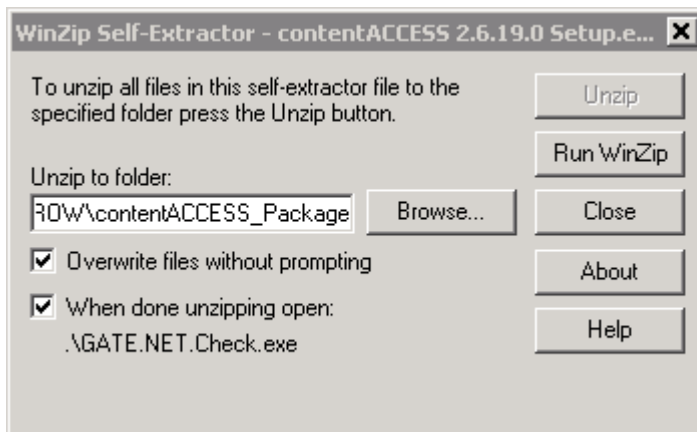 WinZip Self-Extractor - contentACCESS 2.6.19.0 Setup.e...
To unzip all files in this self-extractor file to the
specified folder press the Unzip button.
Unzip
Run WinZip
Unzip to folder:
ROW\contentACCESS_Package
Browse...
Close
Overwrite files without prompting
About
When done unzipping open:
.\GATE.NET.Check.exe
Help